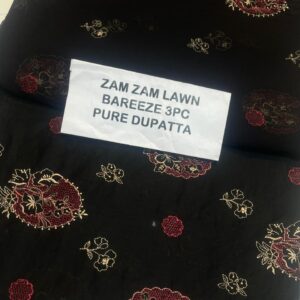 ZAM ZAM LAWN
BAREEZE 3PC
PURE DUPATTA